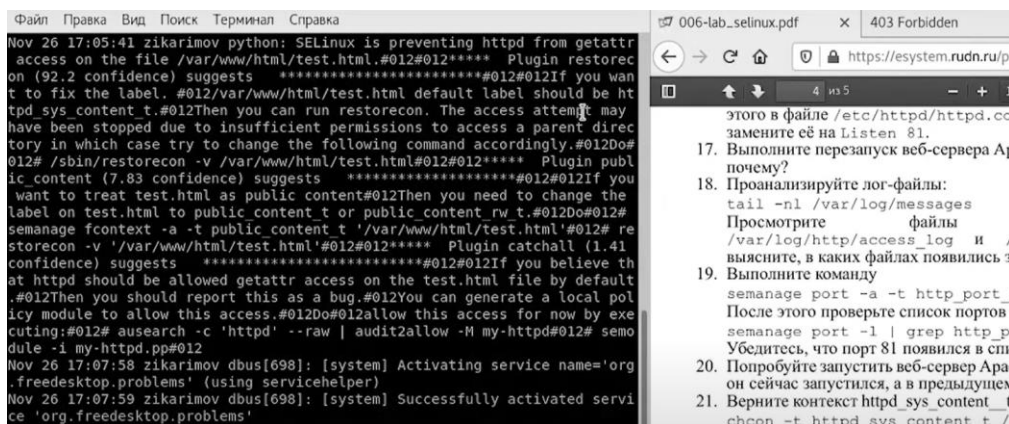 Файл Правка Вид Поиск Терминал Справка
Nov 26 17:05:41 zikarimov python: SELinux is preventing httpd from getattr
access on the file /var/www/html/test.html.#012#012***** Plugin restorec
on (92.2 confidence) suggests ************************#012#012If you wan
t to fix the label. #012/var/www/html/test.html default label should be ht
tpd_sys_content_t.#012Then you can run restorecon. The access attempt may
have been stopped due to insufficient permissions to access a parent direc
tory in which case try to change the following command accordingly.#012Do#
012# /sbin/restorecon -v /var/www/html/test.html#012#012***** Plugin publ
ic_content (7.83 confidence) suggests ********************#012#012If you
want to treat test.html as public content#012Then you need to change the
label on test.html to public_content_t or public_content_rw_t.#012Do#012#
semanage fcontext -a -t public_content_t '/var/www/html/test.html'#012# re
storecon -v '/var/www/html/test.html'#012#012***** Plugin catchall (1.41
confidence) suggests **************************#012#012If you believe th
at httpd should be allowed getattr access on the test.html file by default
.#012Then you should report this as a bug.#012You can generate a local pol
icy module to allow this access.#012Do#012allow this access for now by exe
cuting:#012# ausearch -c 'httpd' --raw | audit2allow -M my-httpd#012# semo
dule -i my-httpd.pp#012
Nov 26 17:07:58 zikarimov dbus[698]: [system] Activating service name='org
.freedesktop.problems' (using servicehelper)
Nov 26 17:07:59 zikarimov dbus[698]: [system] Successfully activated servi
ce 'org.freedesktop.problems'
006-lab_selinux.pdf
403 Forbidden
https://esystem.rudn.ru/p
4 из 5
этого в файле /etc/httpd/httpd.co
замените её на Listen 81.
17. Выполните перезапуск веб-сервера Ap
почему?
18. Проанализируйте лог-файлы:
tail -nl /var/log/messages
Просмотрите файлы
/var/log/http/access_log и /
выясните, в каких файлах появились з
19. Выполните команду
semanage port -a -t http_port_
После этого проверьте список портов
semanage port -l | grep http_p
Убедитесь, что порт 81 появился в спи
20. Попробуйте запустить веб-сервер Apa
он сейчас запустился, а в предыдущем
21. Верните контекст httpd_sys_content_t
chcon -t httpd_sys_content_t /